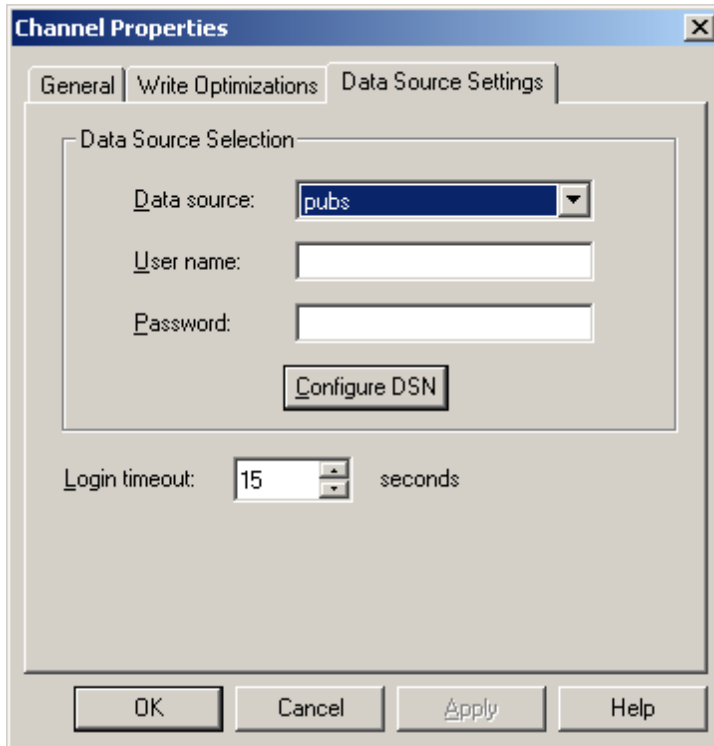 Channel Properties
General Write Optimizations Data Source Settings
Data Source Selection
Data source: pubs
User name:
Password:
Configure DSN
Login timeout: 15 seconds
OK Cancel Apply Help